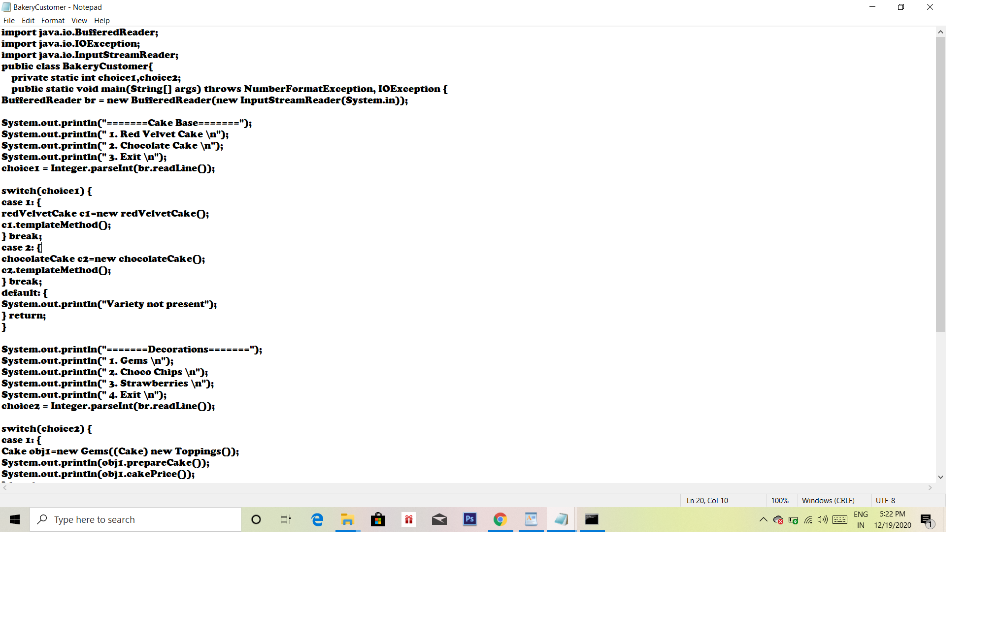 BakeryCustomer - Notepad
File Edit Format View Help
import java.io.BufferedReader;
import java.io.IOException;
import java.io.InputStreamReader;
public class BakeryCustomer{
    private static int choice1,choice2;
    public static void main(String[] args) throws NumberFormatException, IOException {
BufferedReader br = new BufferedReader(new InputStreamReader(System.in));
System.out.println("=======Cake Base=======");
System.out.println(" 1. Red Velvet Cake \n");
System.out.println(" 2. Chocolate Cake \n");
System.out.println(" 3. Exit \n");
choice1 = Integer.parseInt(br.readLine());
switch(choice1) {
case 1: {
redVelvetCake c1=new redVelvetCake();
c1.templateMethod();
} break;
case 2: {
chocolateCake c2=new chocolateCake();
c2.templateMethod();
} break;
default: {
System.out.println("Variety not present");
} return;
}
System.out.println("=======Decorations=======");
System.out.println(" 1. Gems \n");
System.out.println(" 2. Choco Chips \n");
System.out.println(" 3. Strawberries \n");
System.out.println(" 4. Exit \n");
choice2 = Integer.parseInt(br.readLine());
switch(choice2) {
case 1: {
Cake obj1=new Gems((Cake) new Toppings());
System.out.println(obj1.prepareCake());
System.out.println(obj1.cakePrice());
Ln 20, Col 10 100% Windows (CRLF) UTF-8
Type here to search
Ps
ENG
IN
5:22 PM
12/19/2020
1